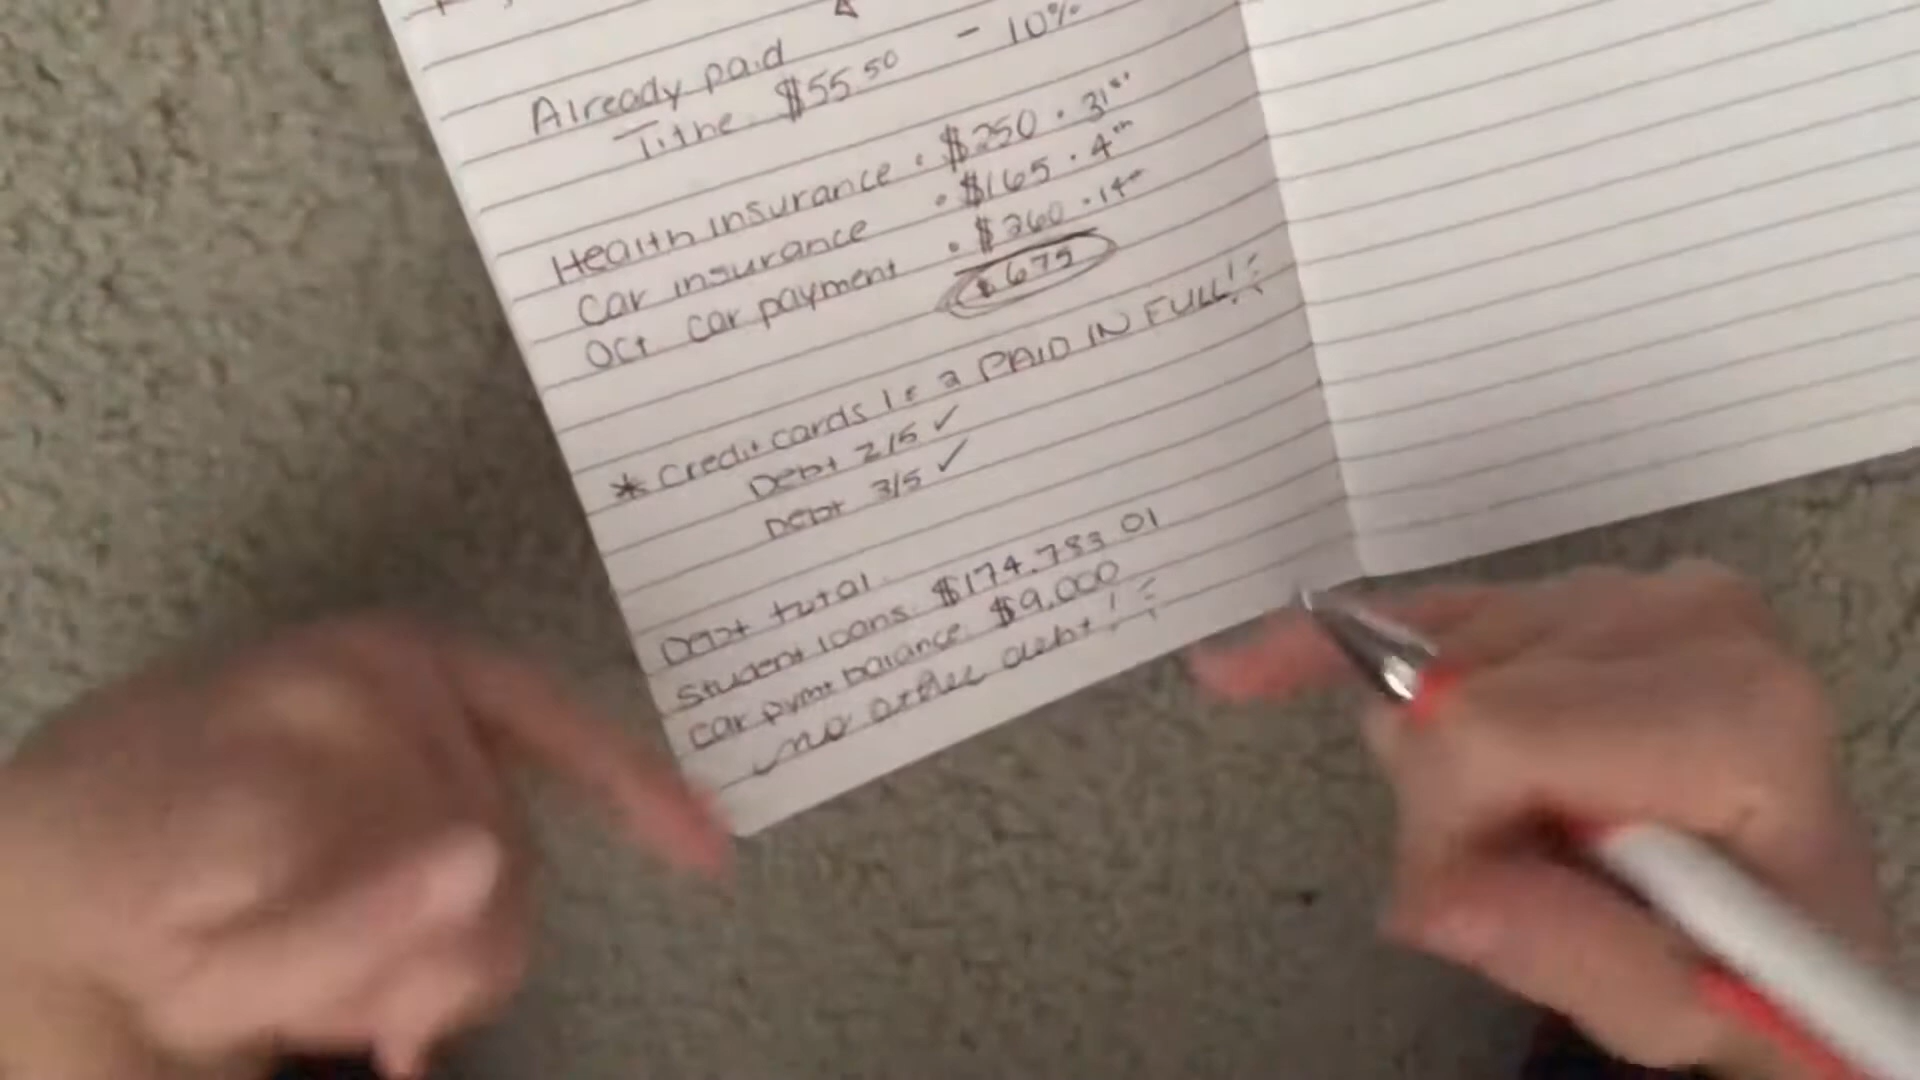 Already paid
Tithe $55.50 - 10%
Health insurance · $250 · 31st
Car insurance · $165 · 4th
Oct car payment · $260 · 14th
$675
* Credit cards 1 & 2 PAID IN FULL!
Debt 2/5 ✓
Debt 3/5 ✓
Debt total
Student loans $174,783.01
Car pymt balance $9,000
no other debt!